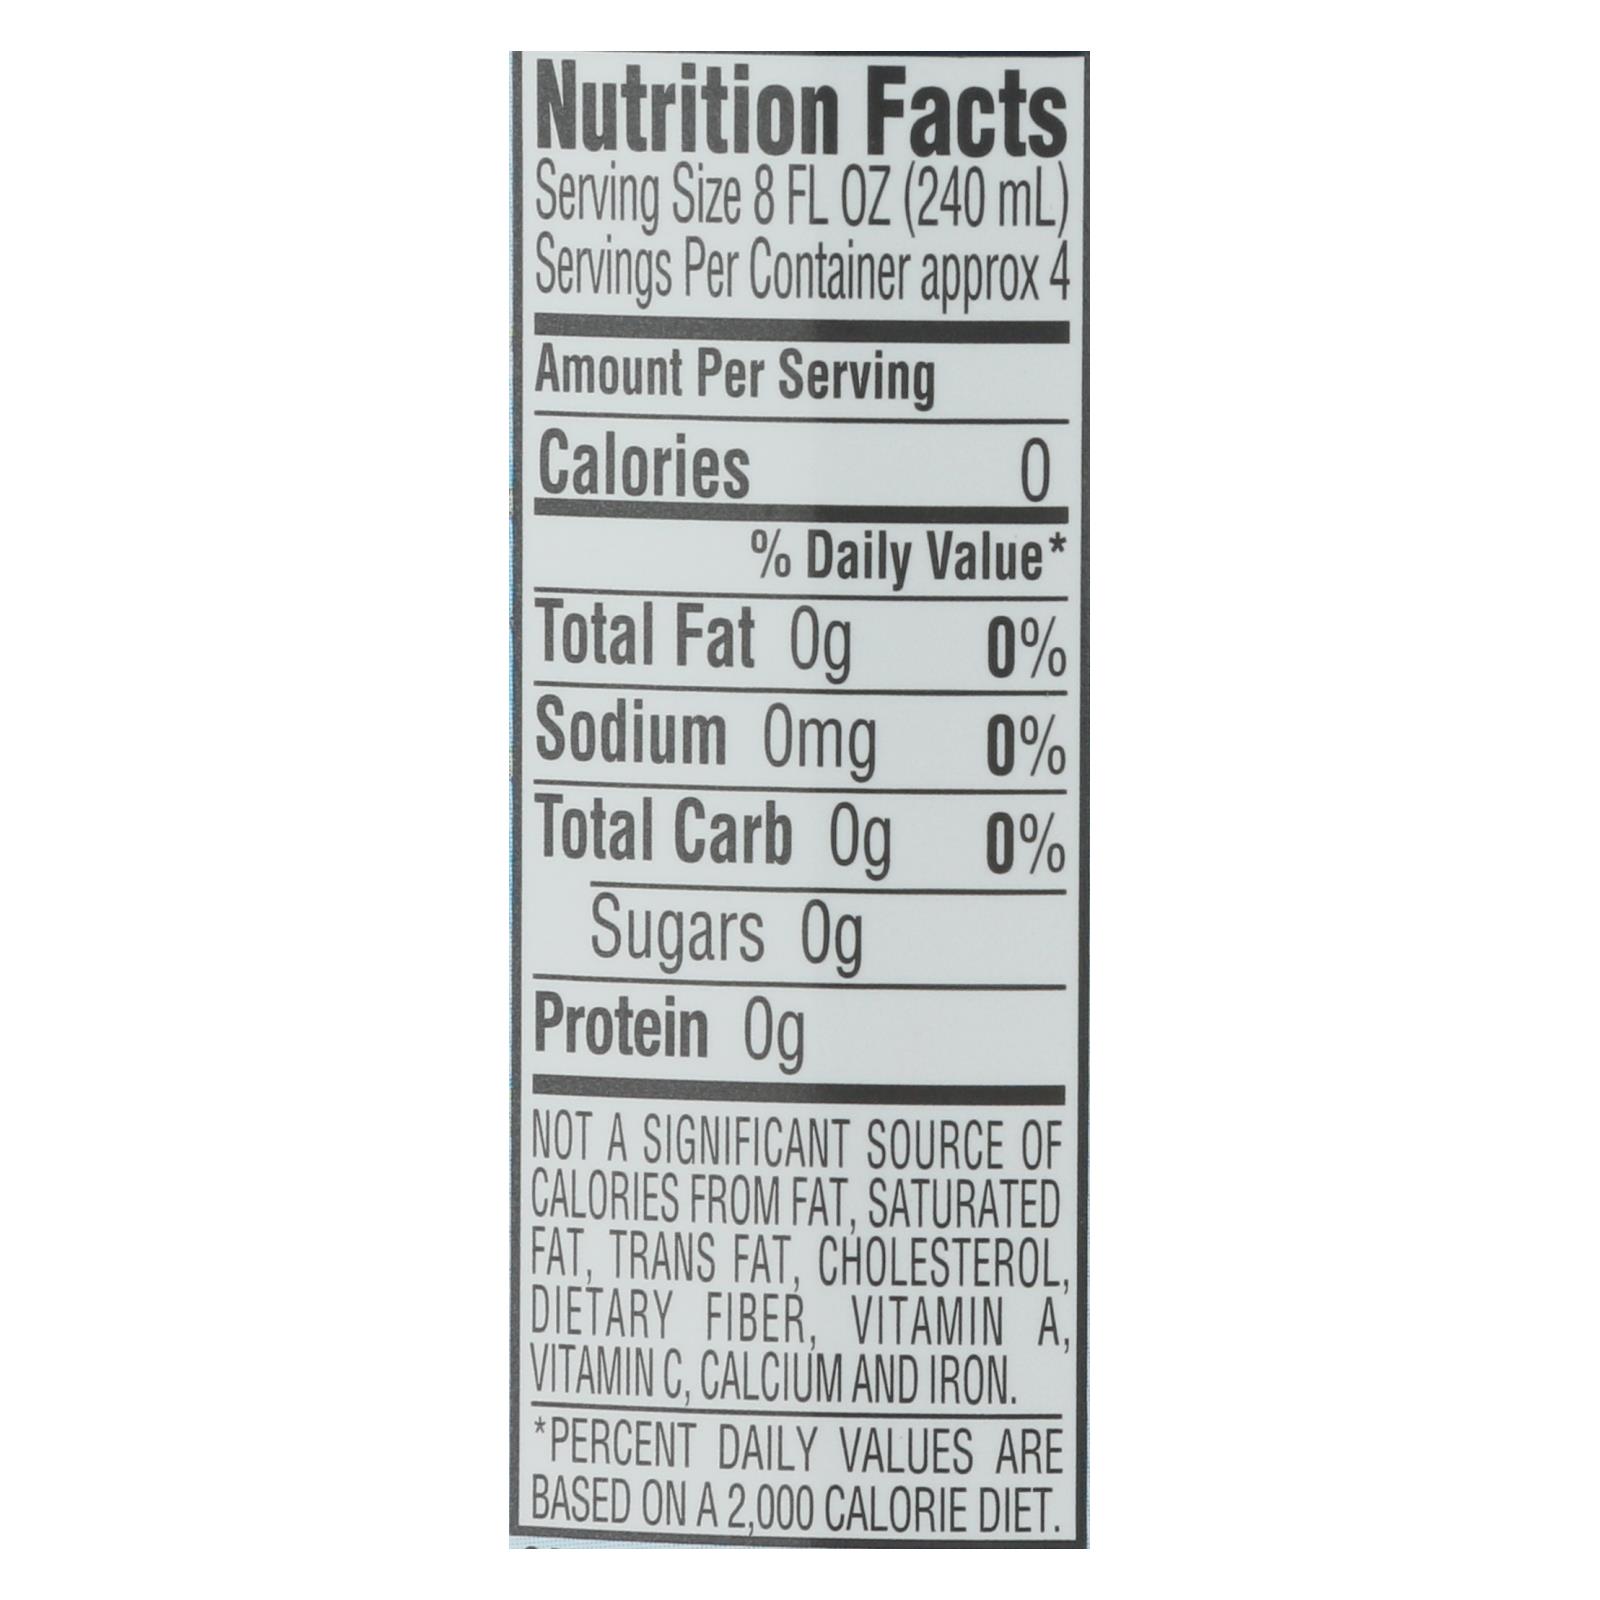 Nutrition Facts
Serving Size 8 FL OZ (240 mL)
Servings Per Container approx 4
Amount Per Serving
Calories 0
% Daily Value*
Total Fat 0g 0%
Sodium 0mg 0%
Total Carb 0g 0%
Sugars 0g
Protein 0g
NOT A SIGNIFICANT SOURCE OF
CALORIES FROM FAT, SATURATED
FAT, TRANS FAT, CHOLESTEROL,
DIETARY FIBER, VITAMIN A,
VITAMIN C, CALCIUM AND IRON.
*PERCENT DAILY VALUES ARE
BASED ON A 2,000 CALORIE DIET.